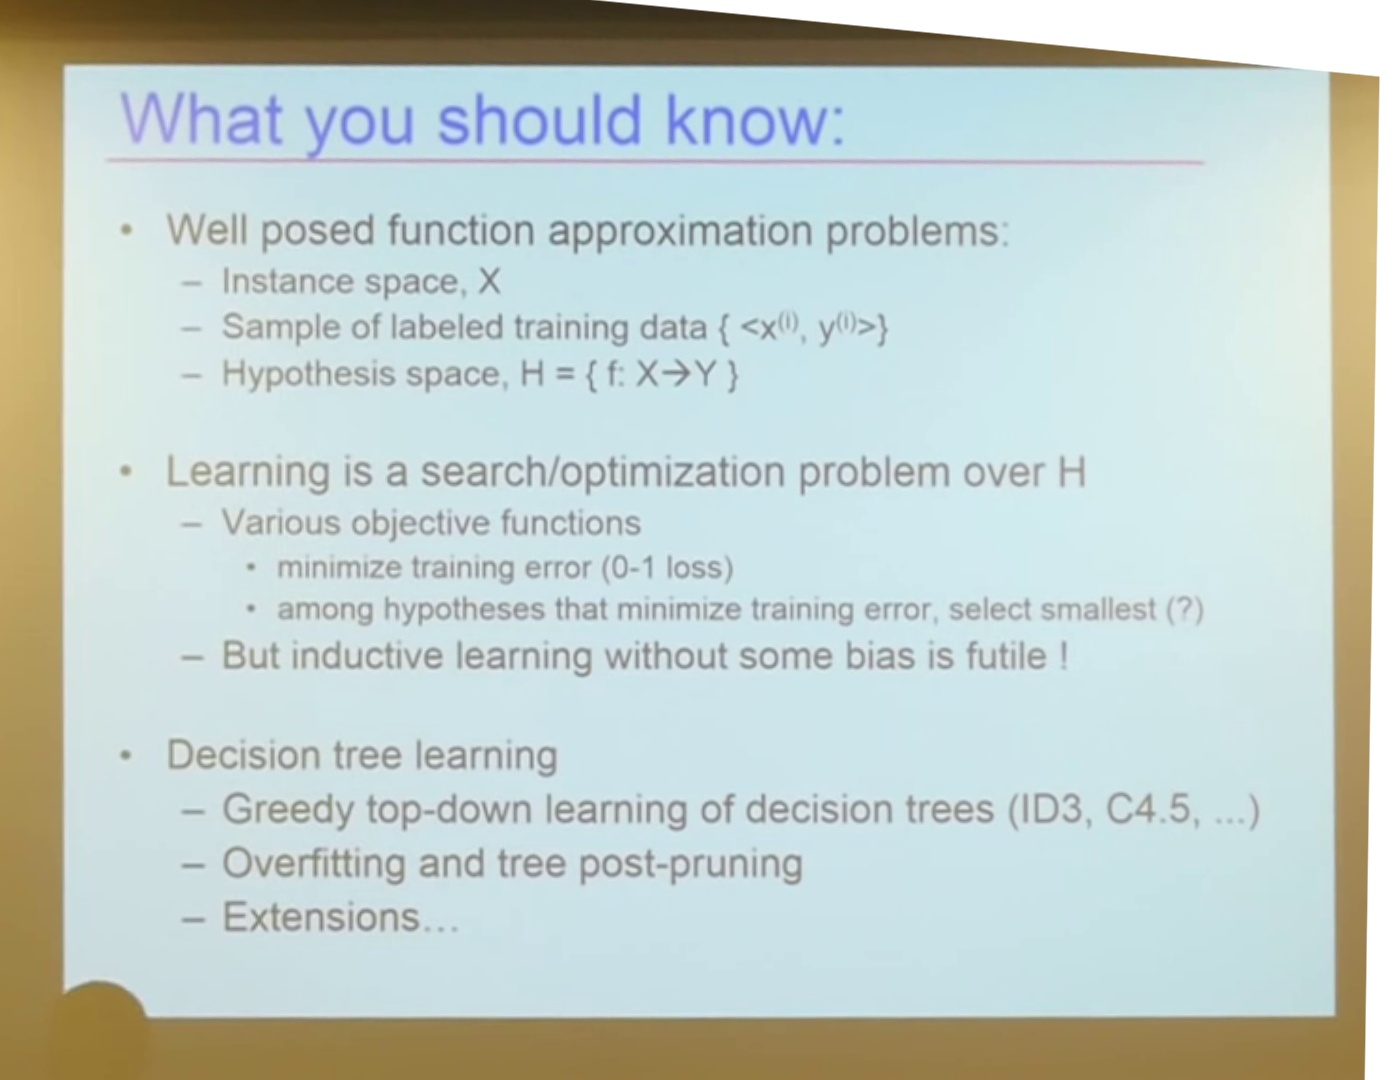 What you should know:
• Well posed function approximation problems:
– Instance space, X
– Sample of labeled training data { <x⁽ⁱ⁾, y⁽ⁱ⁾>}
– Hypothesis space, H = { f: X→Y }
• Learning is a search/optimization problem over H
– Various objective functions
• minimize training error (0-1 loss)
• among hypotheses that minimize training error, select smallest (?)
– But inductive learning without some bias is futile !
• Decision tree learning
– Greedy top-down learning of decision trees (ID3, C4.5, ...)
– Overfitting and tree post-pruning
– Extensions…